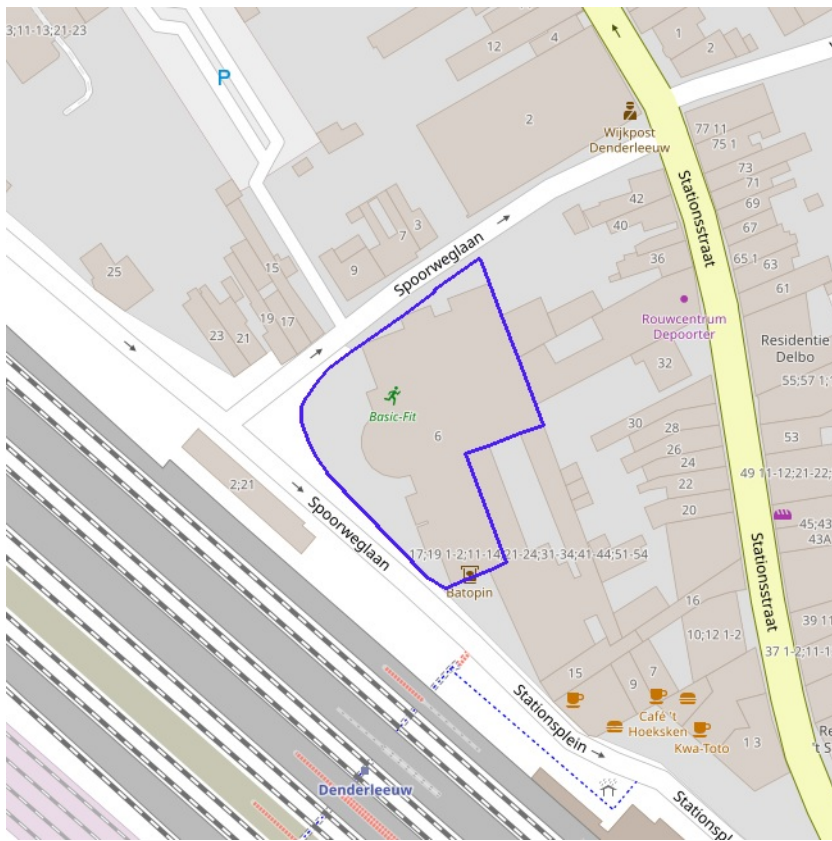 3;11-13;21-23
P
12
4
1
2
2
Wijkpost
Denderleeuw
77 11
75 1
73
71
69
67
65 1
63
61
42
40
36
Stationsstraat
Spoorweglaan
3
7
9
15
25
23
21
19
17
Rouwcentrum
Depoorter
Residentie
Delbo
32
Basic-Fit
6
30
28
26
24
22
20
53
49 11-12;21-22;
45;43
43A
2;21
Spoorweglaan
17;19 1-2;11-14;21-24;31-34;41-44;51-54
Batopin
Stationsstraat
16
10;12 1-2
39 11
37 1-2;11-1
15
9
7
Café 't
Hoeksken
Kwa-Toto
1 3
Stationsplein
Denderleeuw